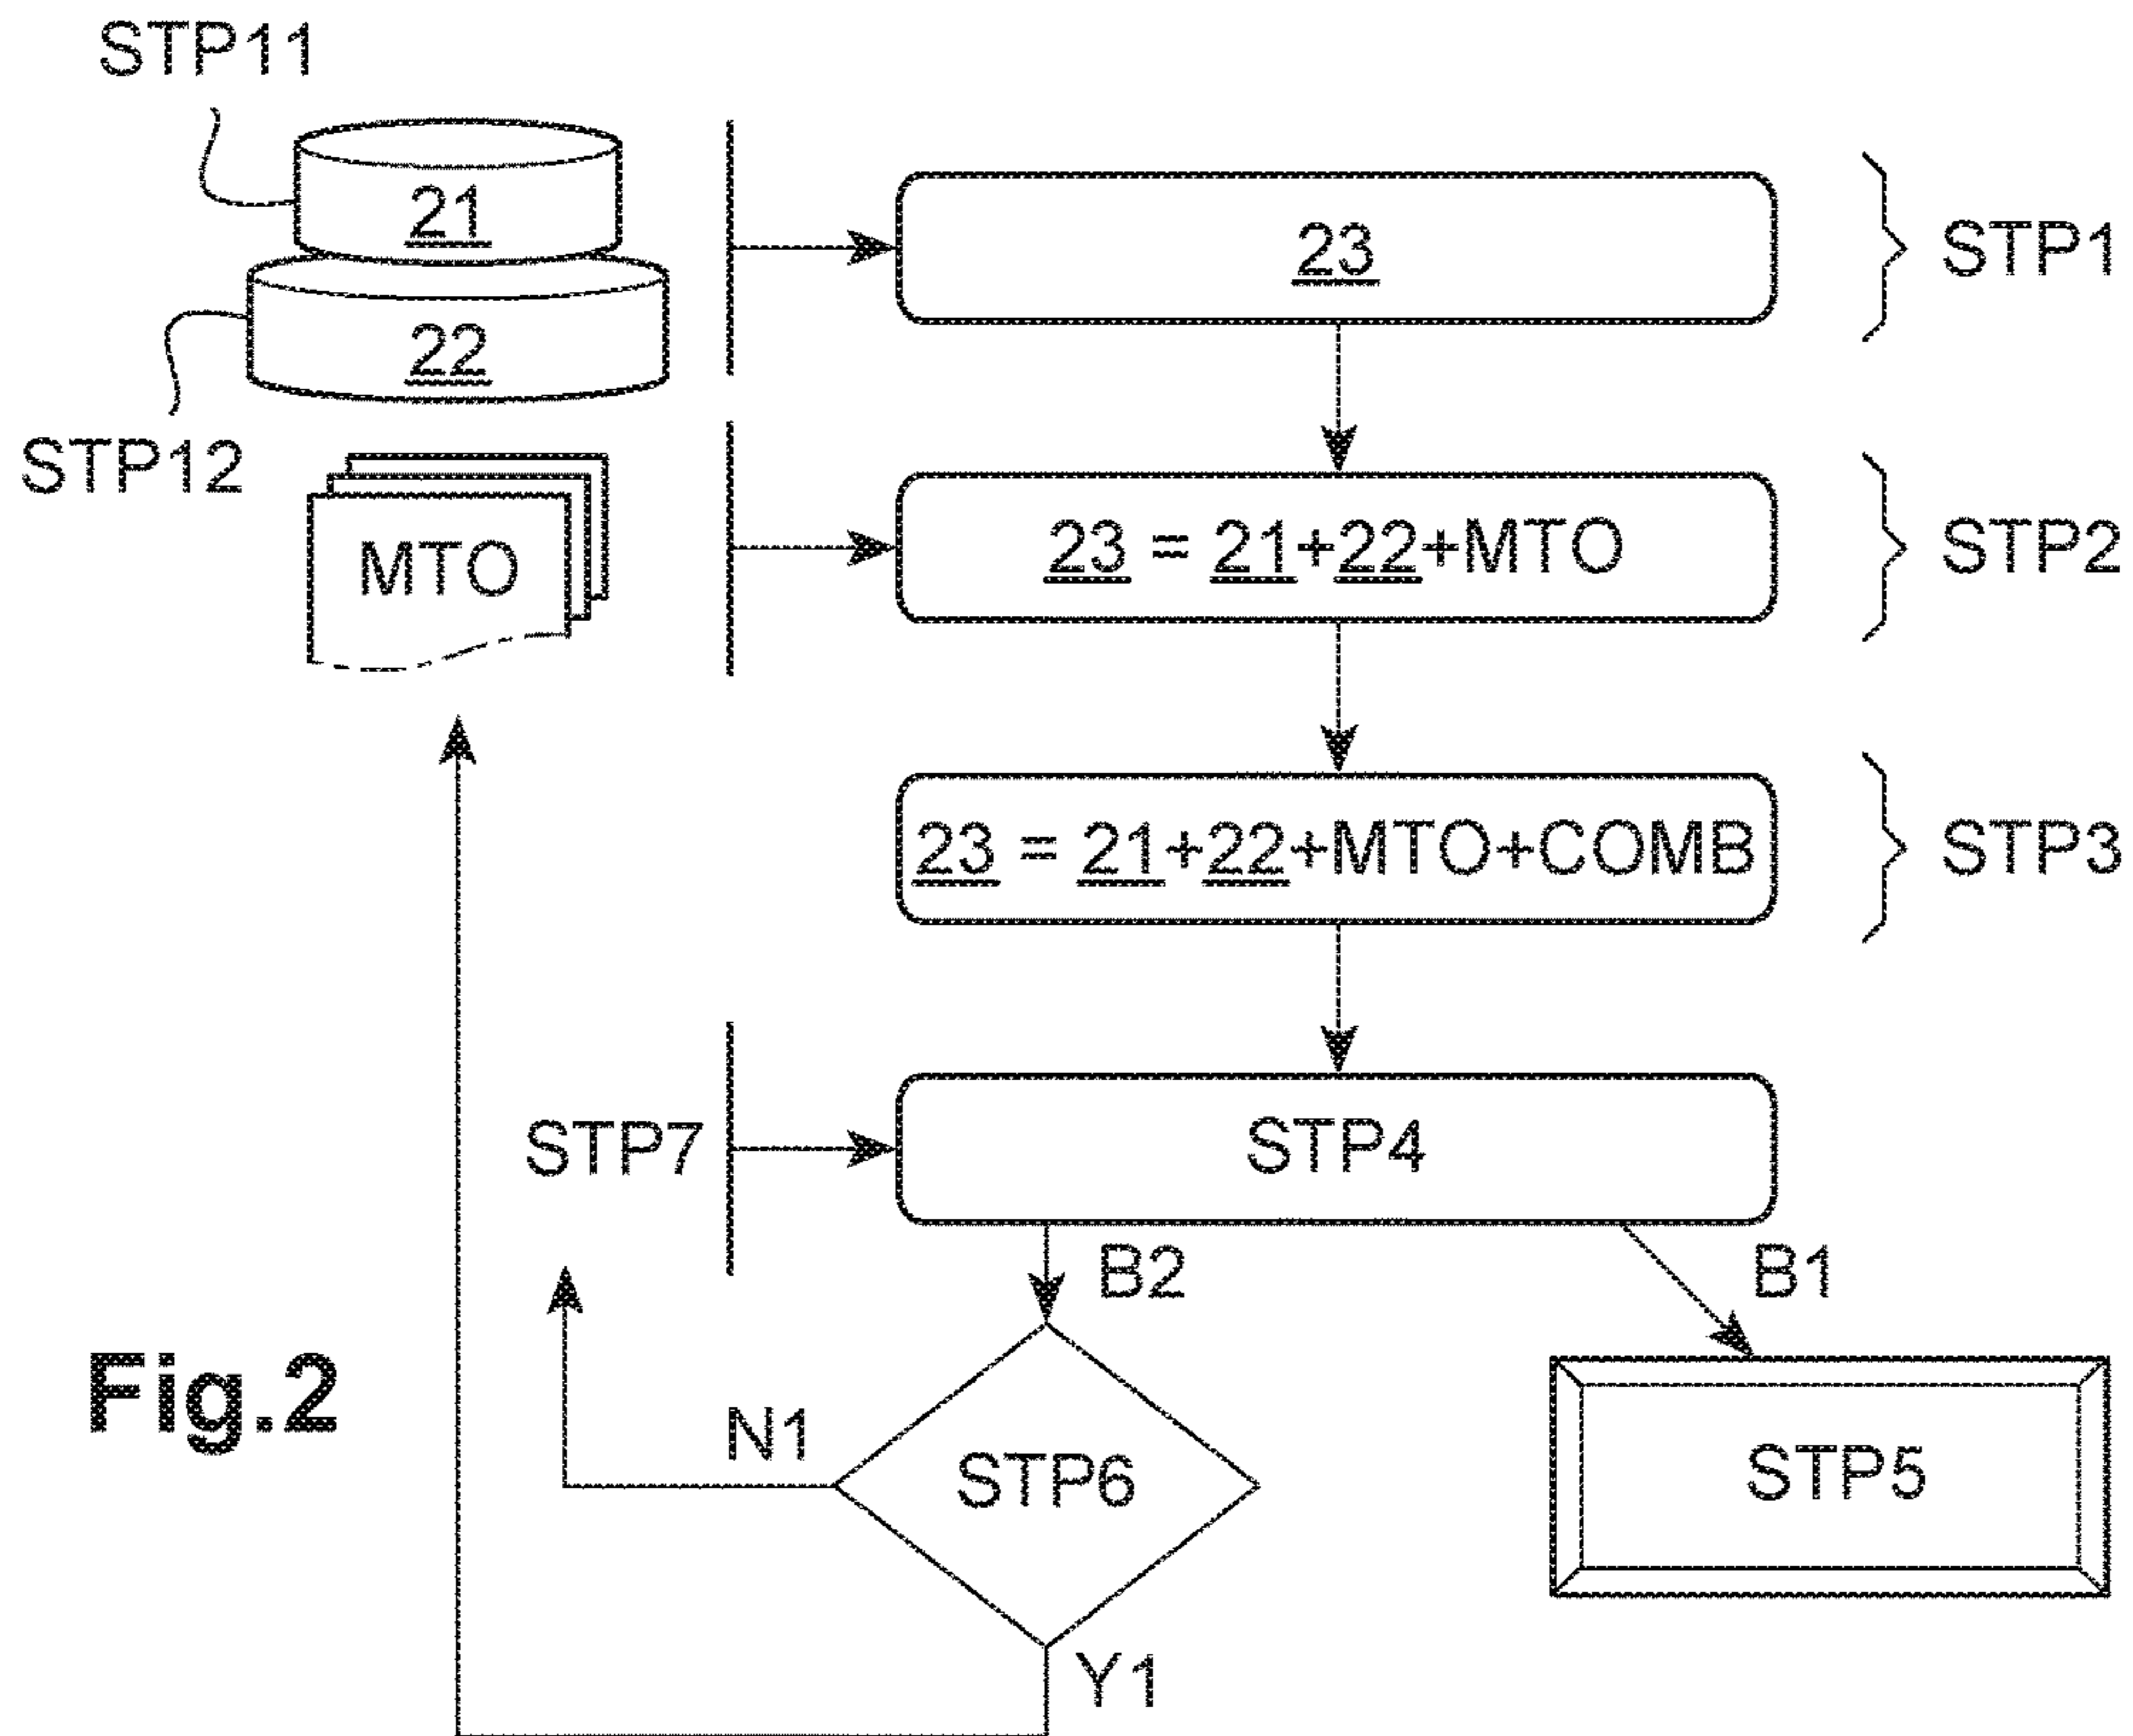 STP11
21
23
STP1
22
STP12
MTO
23 = 21+22+MTO
STP2
23 = 21+22+MTO+COMB
STP3
STP7
STP4
B2
B1
Fig.2
N1
STP6
STP5
Y1